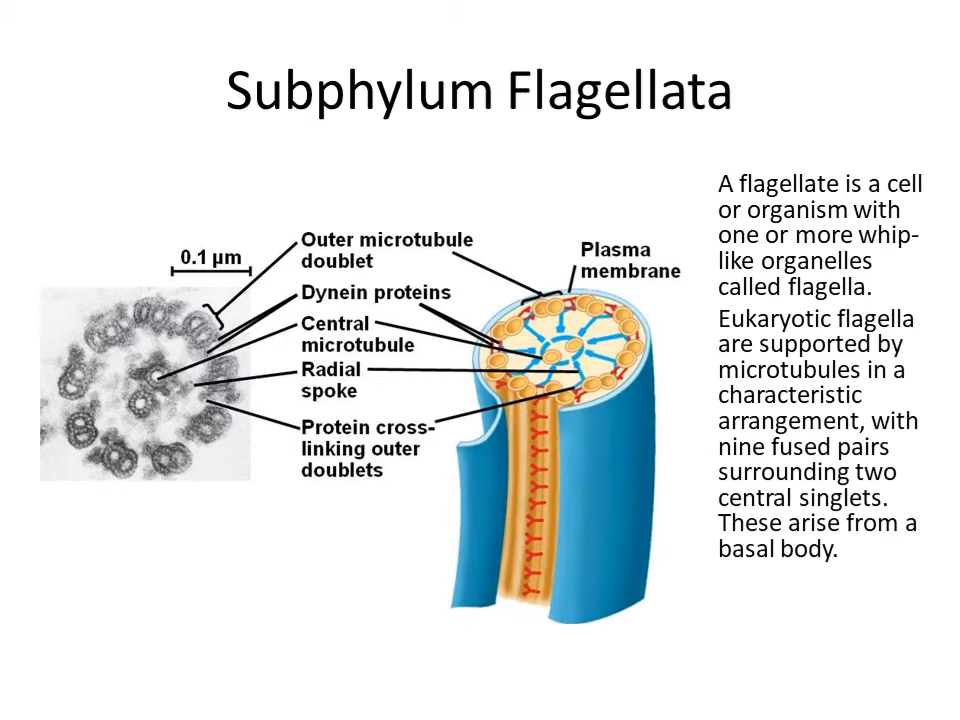 Subphylum Flagellata
0.1 µm
Outer microtubule
doublet
Dynein proteins
Central
microtubule
Radial
spoke
Protein cross-
linking outer
doublets
Plasma
membrane
A flagellate is a cell
or organism with
one or more whip-
like organelles
called flagella.
Eukaryotic flagella
are supported by
microtubules in a
characteristic
arrangement, with
nine fused pairs
surrounding two
central singlets.
These arise from a
basal body.